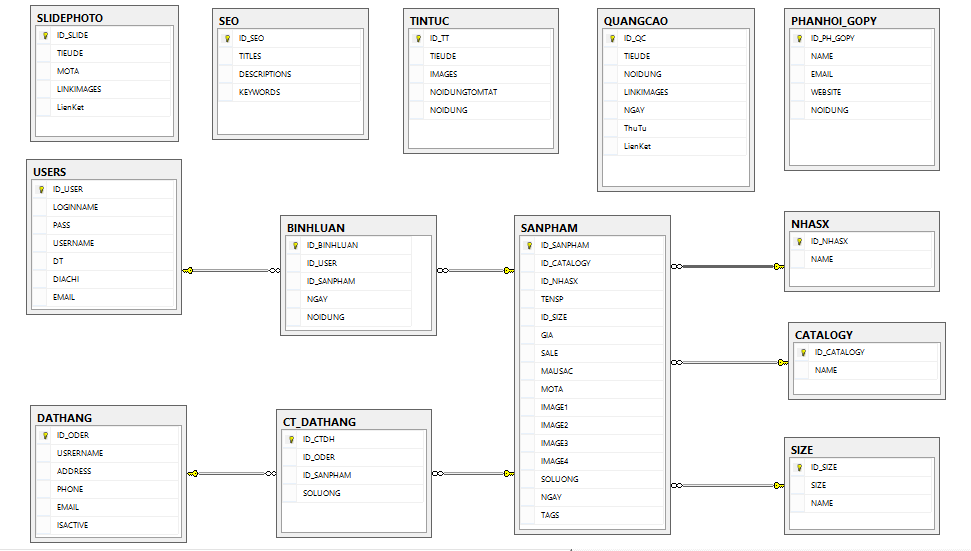 SLIDEPHOTO
ID_SLIDE
TIEUDE
MOTA
LINKIMAGES
LienKet
SEO
ID_SEO
TITLES
DESCRIPTIONS
KEYWORDS
TINTUC
ID_TT
TIEUDE
IMAGES
NOIDUNGTOMTAT
NOIDUNG
QUANGCAO
ID_QC
TIEUDE
NOIDUNG
LINKIMAGES
NGAY
ThuTu
LienKet
PHANHOI_GOPY
ID_PH_GOPY
NAME
EMAIL
WEBSITE
NOIDUNG
USERS
ID_USER
LOGINNAME
PASS
USERNAME
DT
DIACHI
EMAIL
BINHLUAN
ID_BINHLUAN
ID_USER
ID_SANPHAM
NGAY
NOIDUNG
SANPHAM
ID_SANPHAM
ID_CATALOGY
ID_NHASX
TENSP
ID_SIZE
GIA
SALE
MAUSAC
MOTA
IMAGE1
IMAGE2
IMAGE3
IMAGE4
SOLUONG
NGAY
TAGS
NHASX
ID_NHASX
NAME
CATALOGY
ID_CATALOGY
NAME
DATHANG
ID_ODER
USRERNAME
ADDRESS
PHONE
EMAIL
ISACTIVE
CT_DATHANG
ID_CTDH
ID_ODER
ID_SANPHAM
SOLUONG
SIZE
ID_SIZE
SIZE
NAME